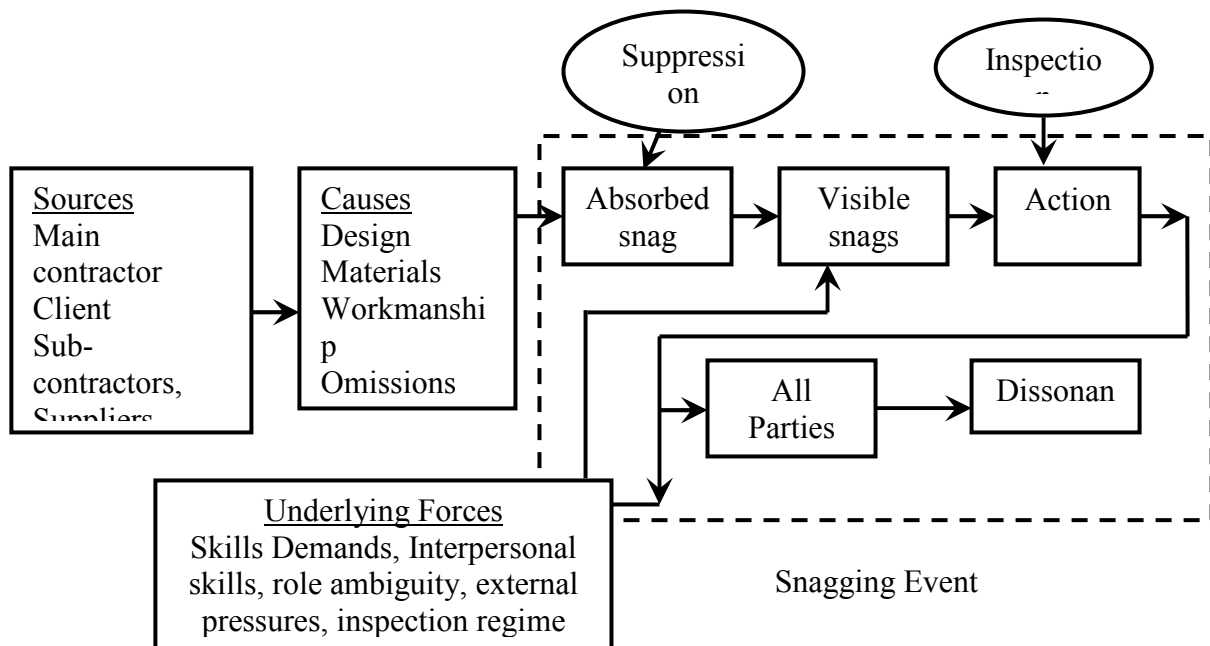 Suppressi
on
Inspectio
Sources
Main
contractor
Client
Sub-
contractors,
Suppliers
Causes
Design
Materials
Workmanshi
p
Omissions
Absorbed
snag
Visible
snags
Action
All
Parties
Dissonan
Underlying Forces
Skills Demands, Interpersonal
skills, role ambiguity, external
pressures, inspection regime
Snagging Event